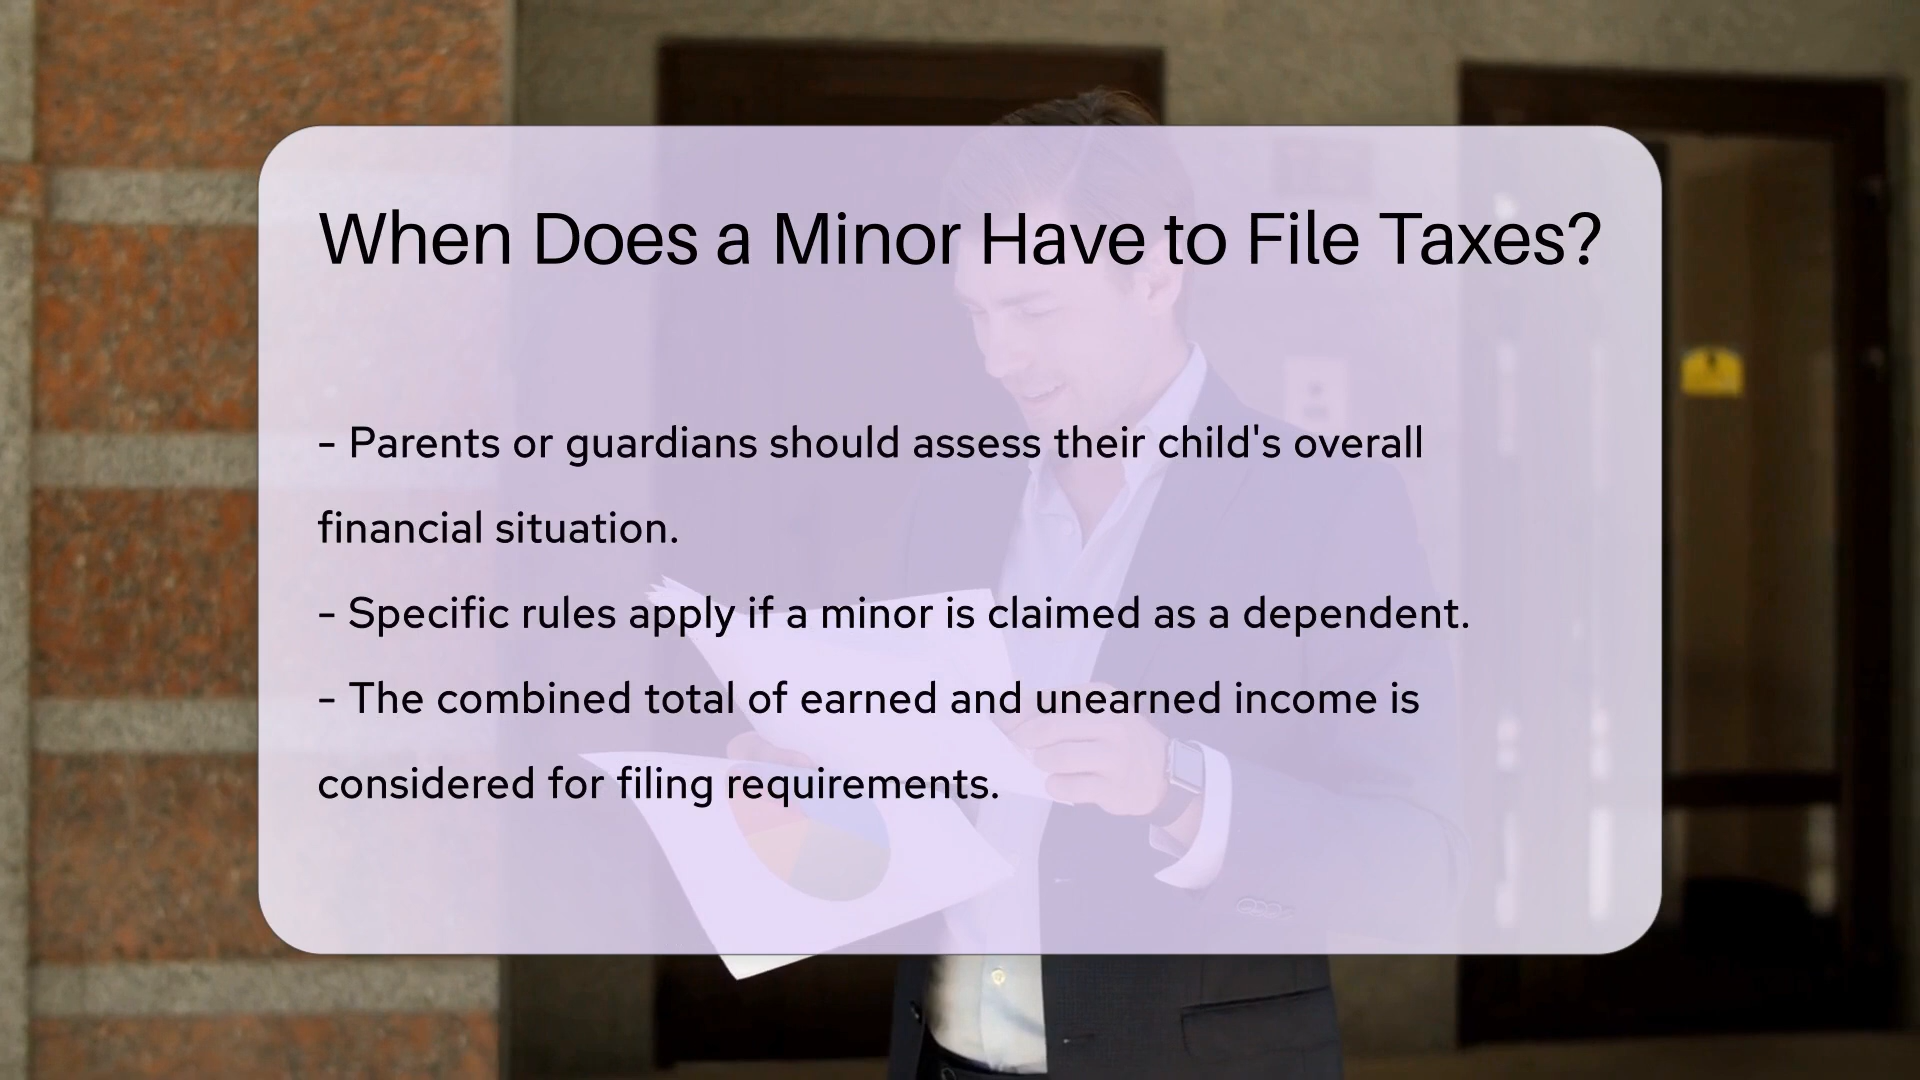 When Does a Minor Have to File Taxes?
- Parents or guardians should assess their child's overall
financial situation.
- Specific rules apply if a minor is claimed as a dependent.
- The combined total of earned and unearned income is
considered for filing requirements.